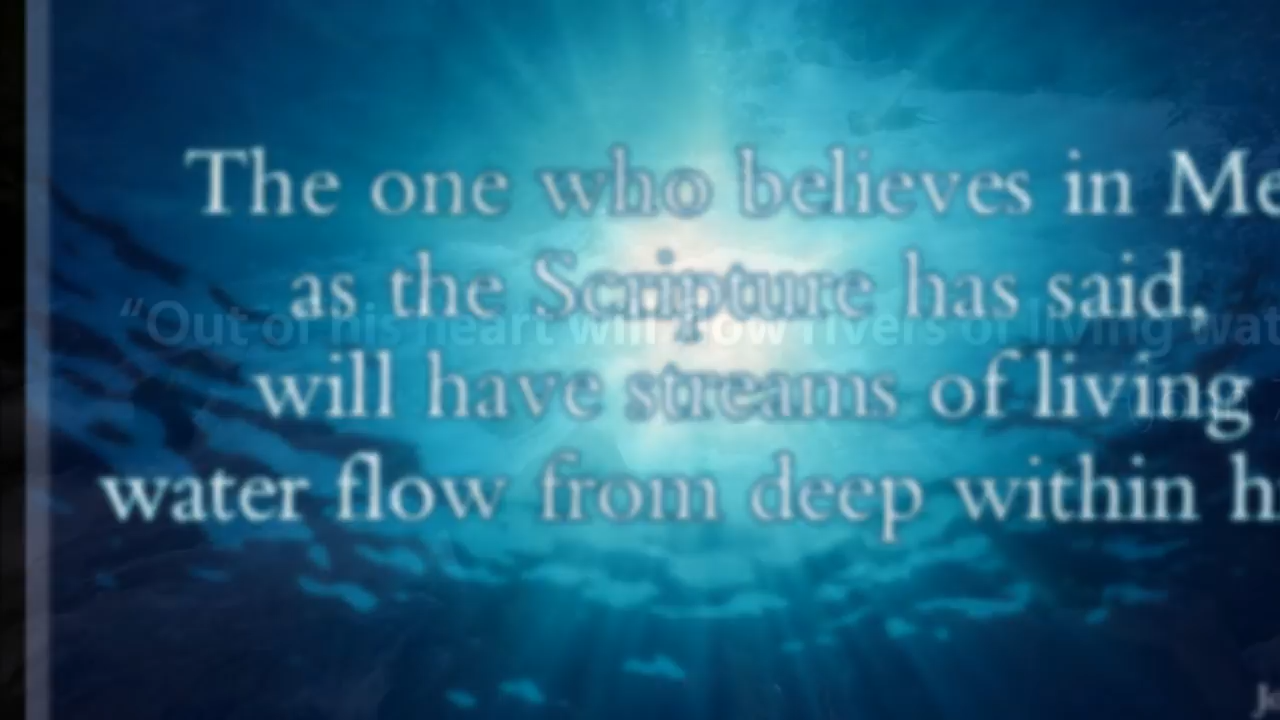 The one who believes in Me
as the Scripture has said,
“Out of his heart will flow rivers of living
will have streams of living
water flow from deep within